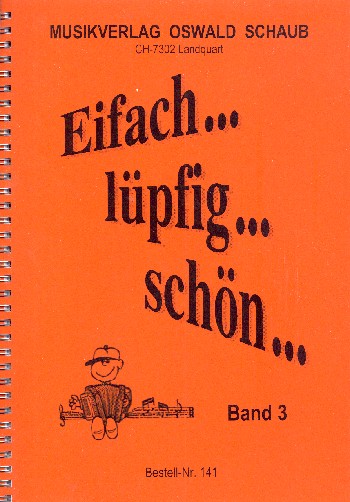 MUSIKVERLAG OSWALD SCHAUB
CH-7302 Landquart
Eifach...
lüpfig...
schön...
Band 3
Bestell-Nr. 141